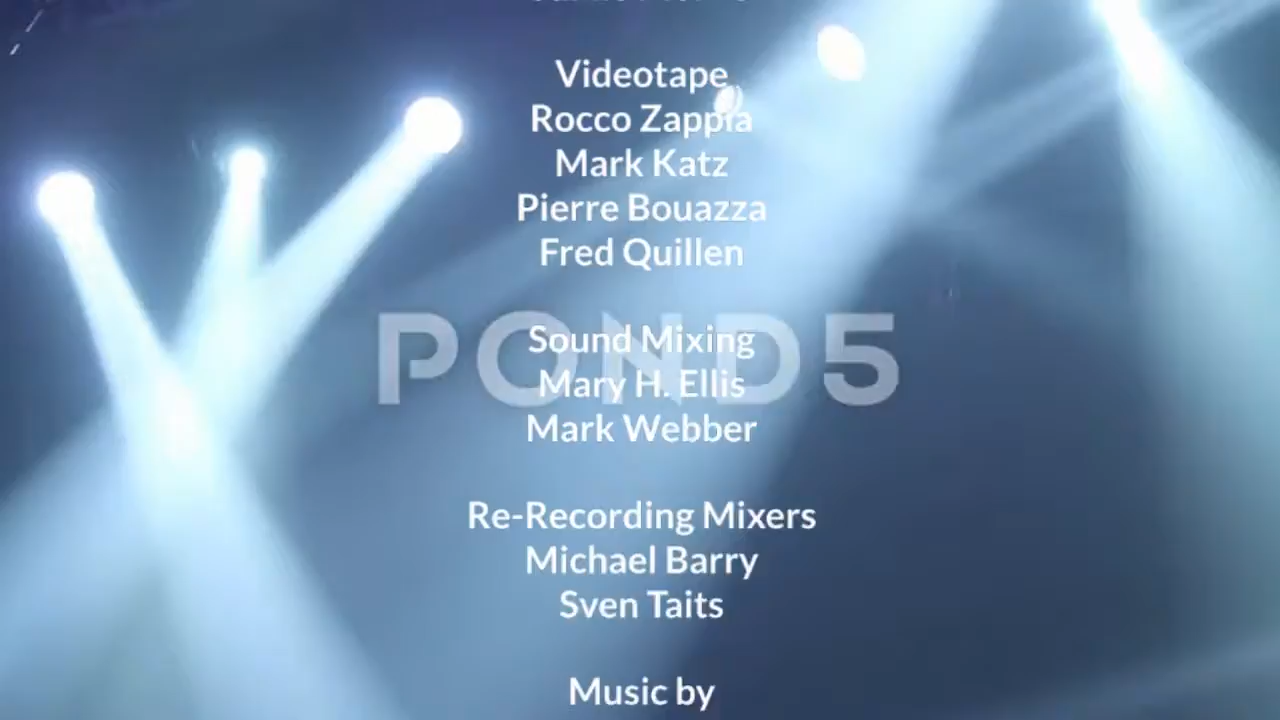 Videotape
Rocco Zappia
Mark Katz
Pierre Bouazza
Fred Quillen
POND5
Sound Mixing
Mary H. Ellis
Mark Webber
Re-Recording Mixers
Michael Barry
Sven Taits
Music by